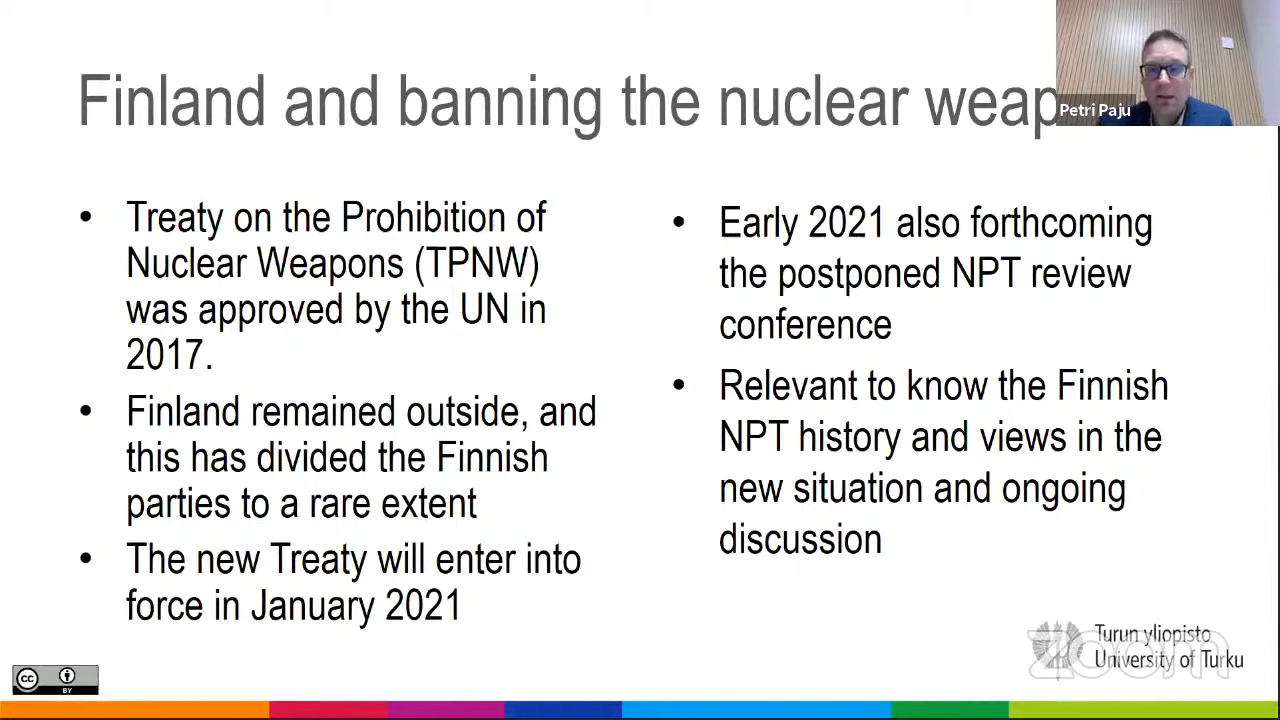 Finland and banning the nuclear weap
Petri Paju
• Treaty on the Prohibition of
Nuclear Weapons (TPNW)
was approved by the UN in
2017.
• Finland remained outside, and
this has divided the Finnish
parties to a rare extent
• The new Treaty will enter into
force in January 2021
• Early 2021 also forthcoming
the postponed NPT review
conference
• Relevant to know the Finnish
NPT history and views in the
new situation and ongoing
discussion
Turun yliopisto
University of Turku
zoom
cc
BY